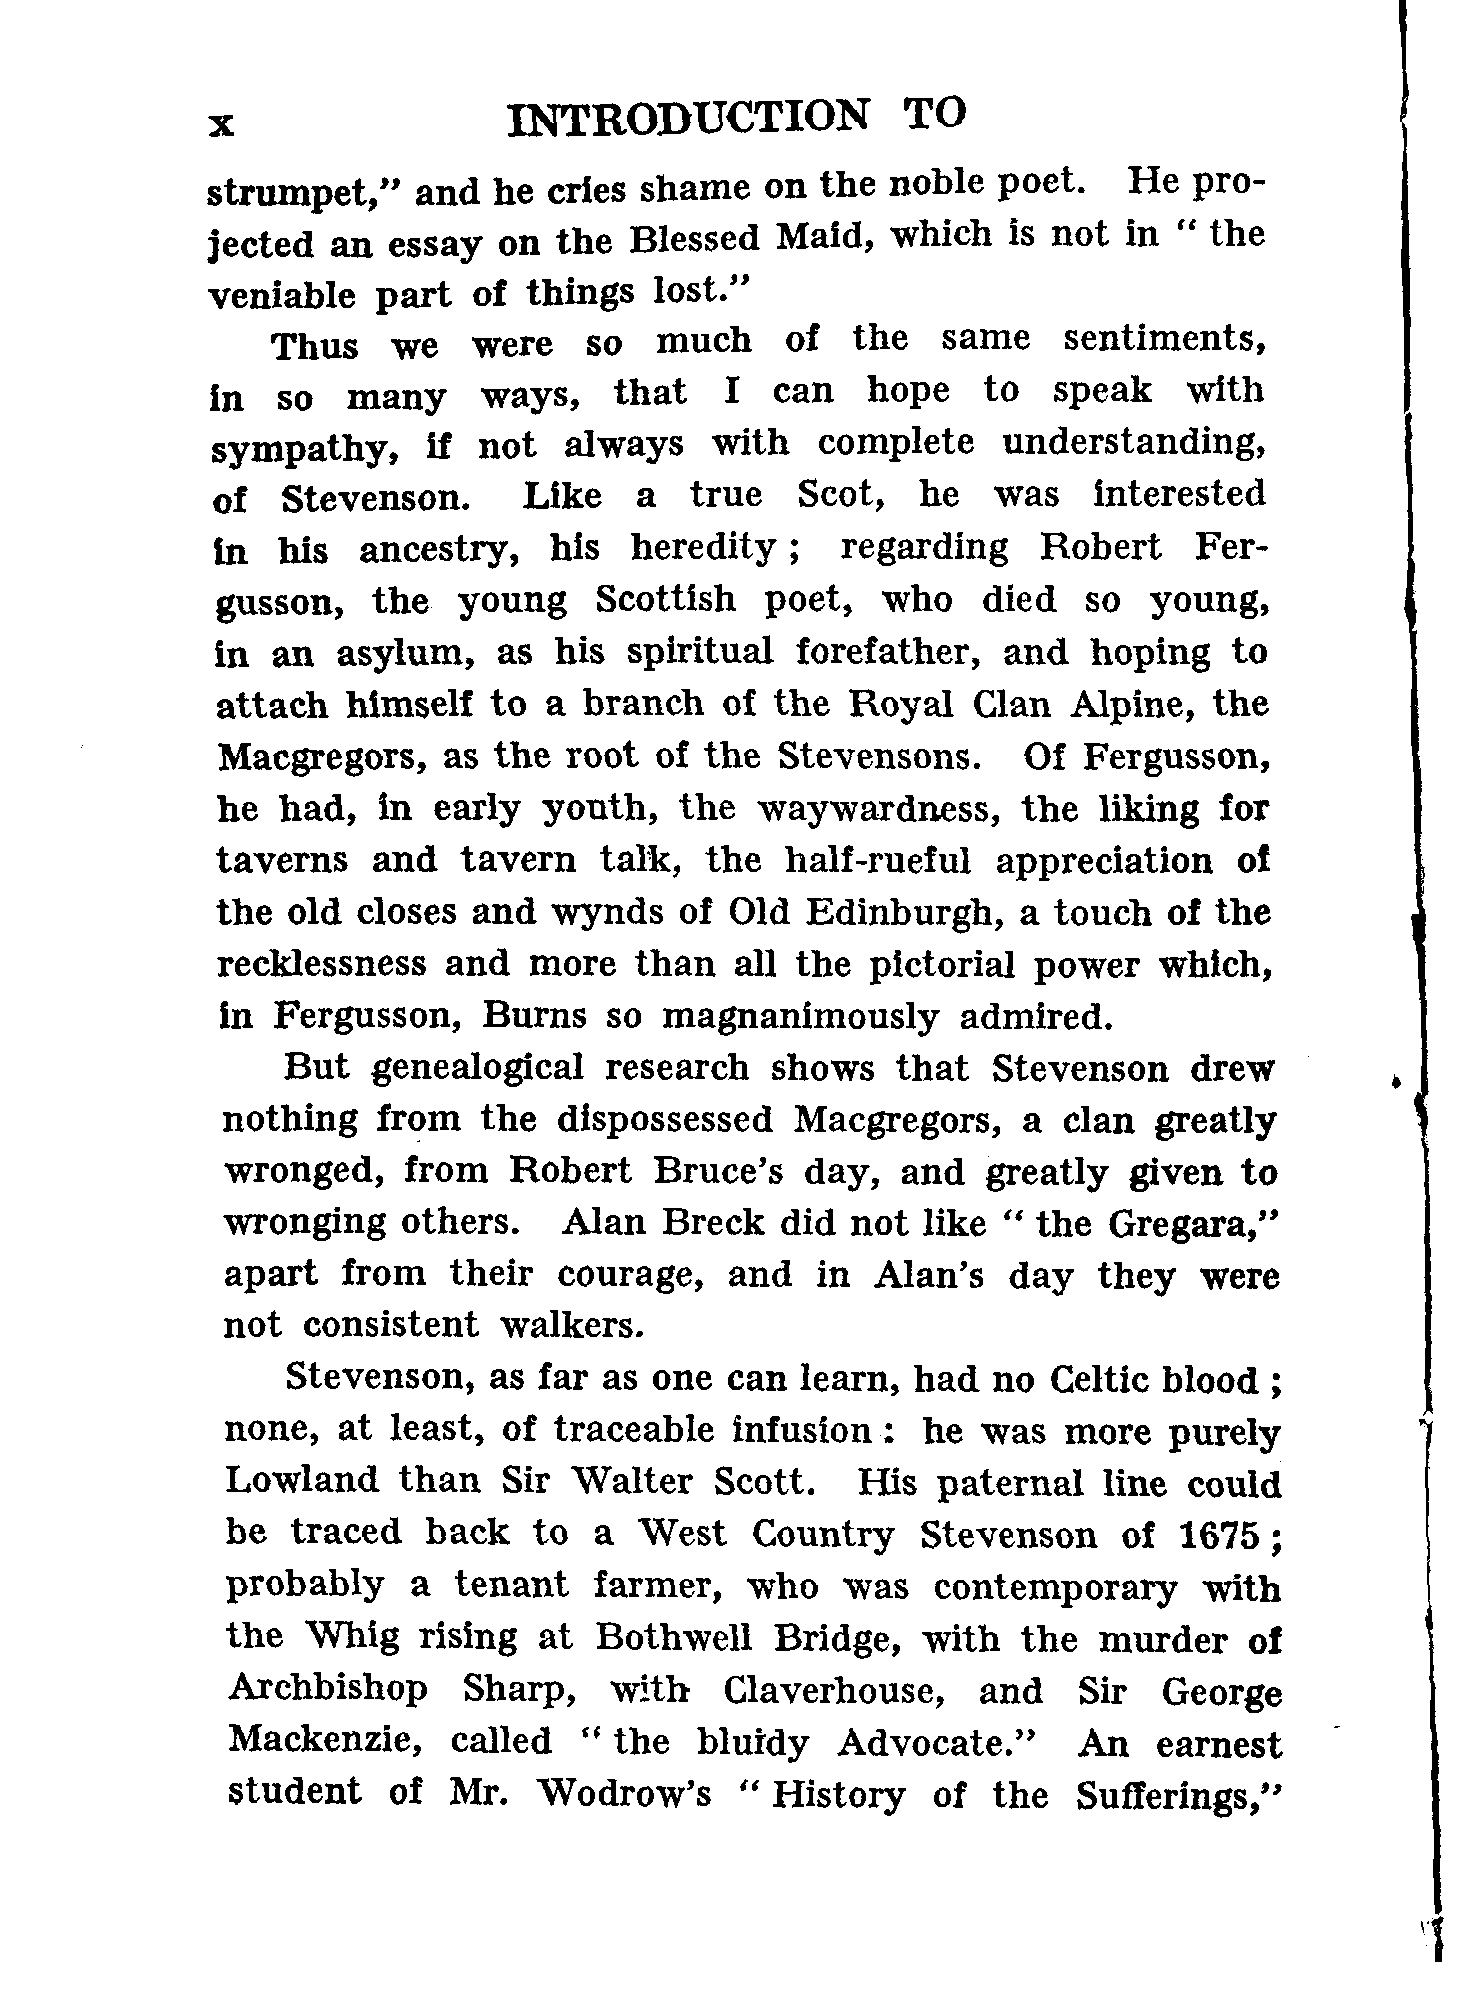 x INTRODUCTION TO
strumpet,” and he cries shame on the noble poet. He pro-
jected an essay on the Blessed Maid, which is not in “ the
veniable part of things lost.”
Thus we were so much of the same sentiments,
in so many ways, that I can hope to speak with
sympathy, if not always with complete understanding,
of Stevenson. Like a true Scot, he was interested
in his ancestry, his heredity ; regarding Robert Fer-
gusson, the young Scottish poet, who died so young,
in an asylum, as his spiritual forefather, and hoping to
attach himself to a branch of the Royal Clan Alpine, the
Macgregors, as the root of the Stevensons. Of Fergusson,
he had, in early youth, the waywardness, the liking for
taverns and tavern talk, the half-rueful appreciation of
the old closes and wynds of Old Edinburgh, a touch of the
recklessness and more than all the pictorial power which,
in Fergusson, Burns so magnanimously admired.
But genealogical research shows that Stevenson drew
nothing from the dispossessed Macgregors, a clan greatly
wronged, from Robert Bruce’s day, and greatly given to
wronging others. Alan Breck did not like “ the Gregara,”
apart from their courage, and in Alan’s day they were
not consistent walkers.
Stevenson, as far as one can learn, had no Celtic blood ;
none, at least, of traceable infusion : he was more purely
Lowland than Sir Walter Scott. His paternal line could
be traced back to a West Country Stevenson of 1675 ;
probably a tenant farmer, who was contemporary with
the Whig rising at Bothwell Bridge, with the murder of
Archbishop Sharp, with Claverhouse, and Sir George
Mackenzie, called “ the bluidy Advocate.” An earnest
student of Mr. Wodrow’s “ History of the Sufferings,”